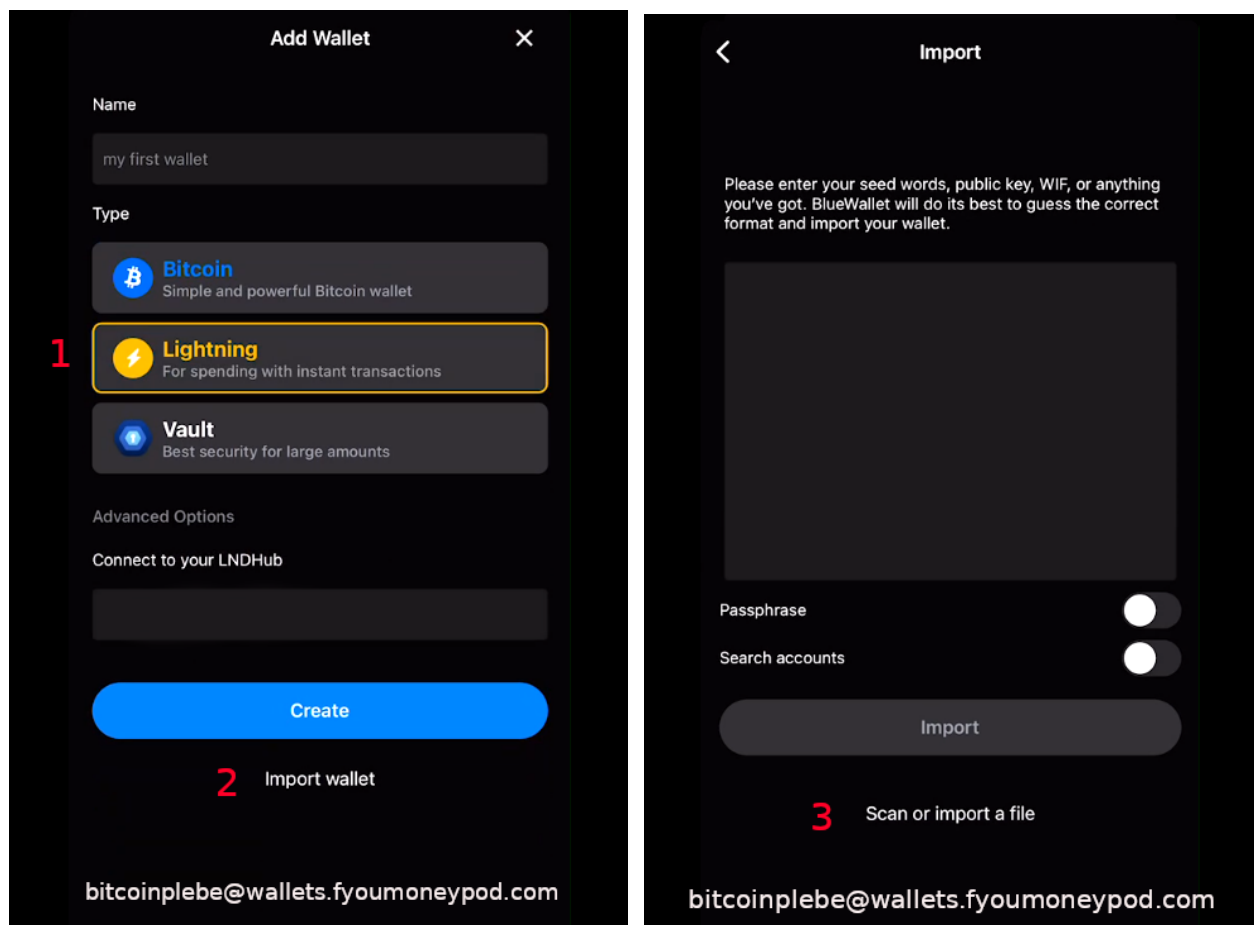 Add Wallet
Name
my first wallet
Type
Bitcoin
Simple and powerful Bitcoin wallet
1
Lightning
For spending with instant transactions
Vault
Best security for large amounts
Advanced Options
Connect to your LNDHub
Create
2 Import wallet
bitcoinplebe@wallets.fyoumoneypod.com
Import
Please enter your seed words, public key, WIF, or anything
you've got. BlueWallet will do its best to guess the correct
format and import your wallet.
Passphrase
Search accounts
Import
3 Scan or import a file
bitcoinplebe@wallets.fyoumoneypod.com